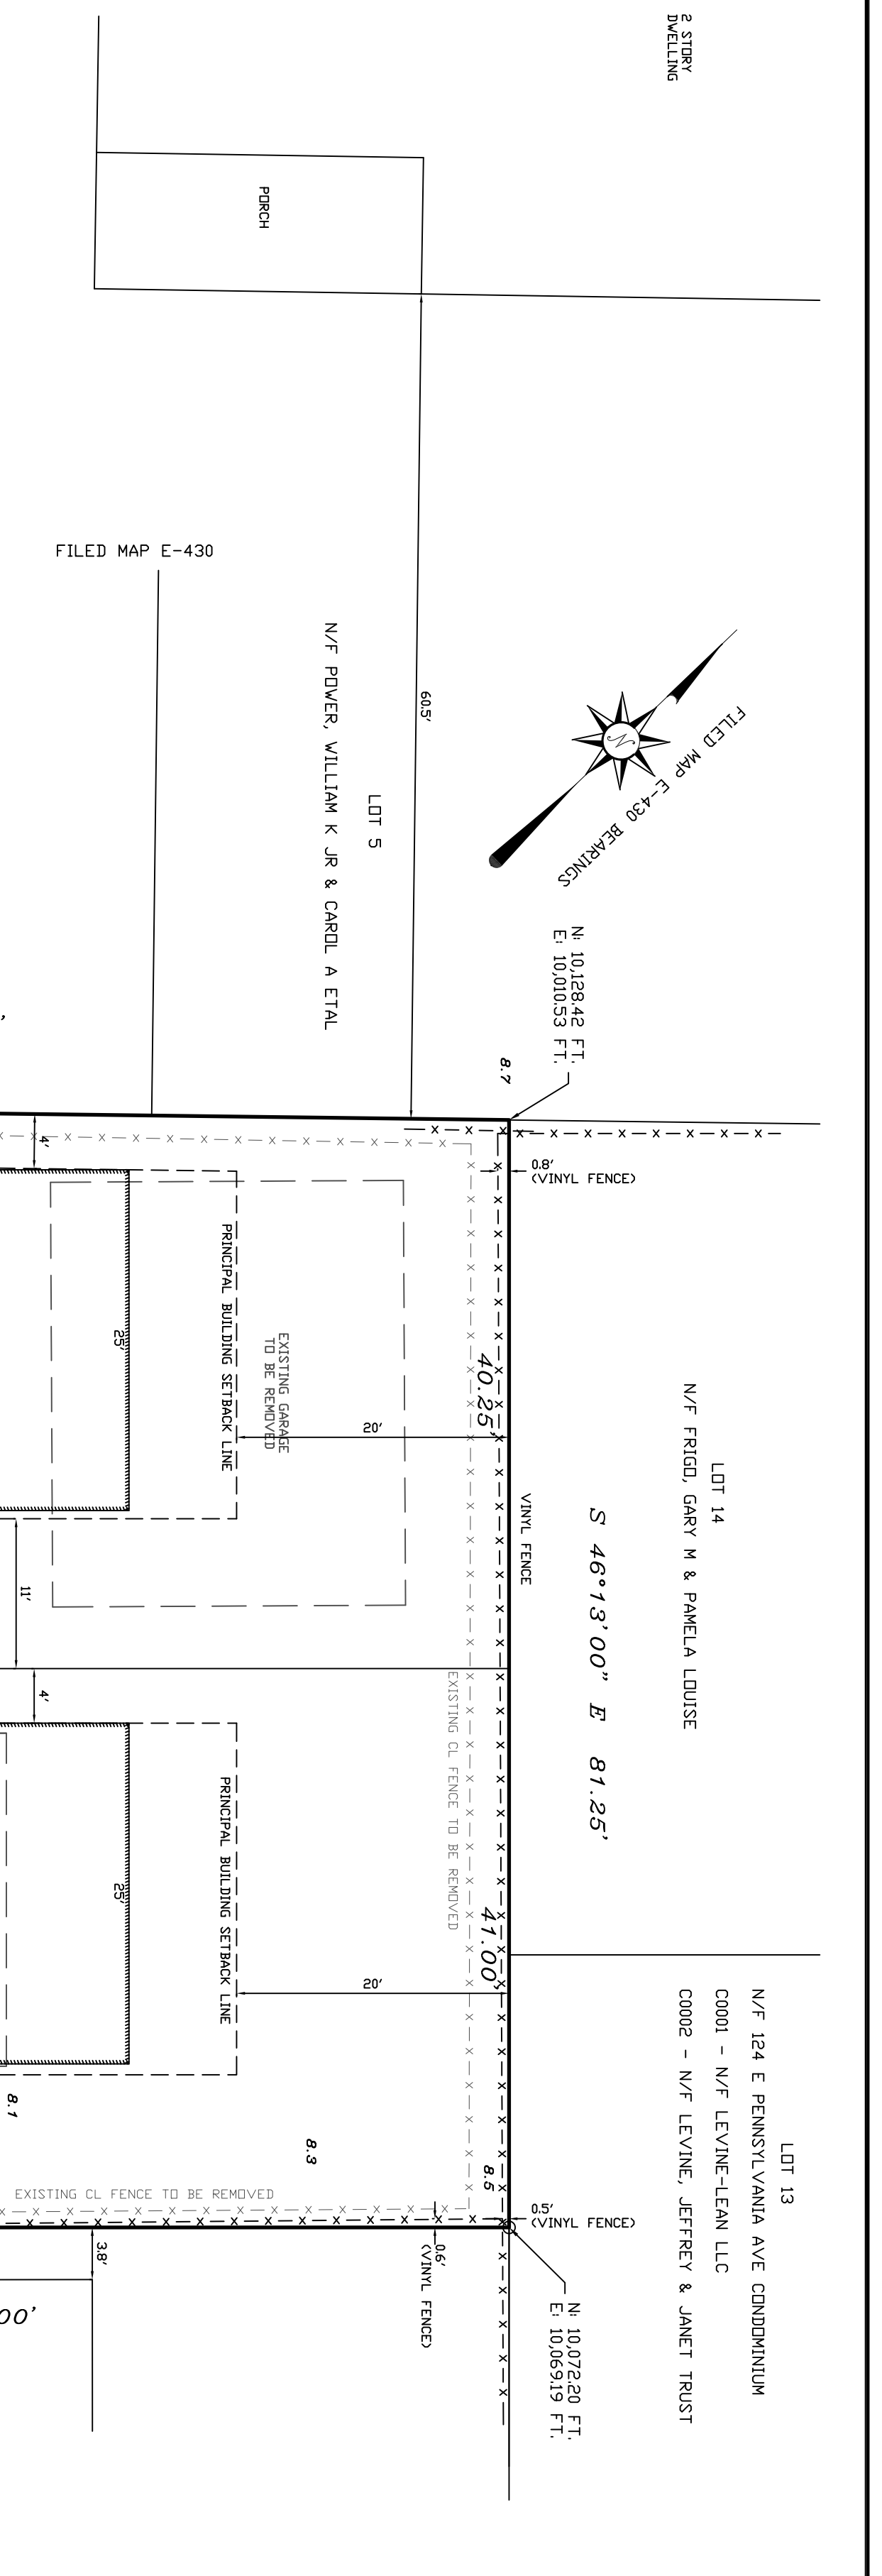 2 STORY
DWELLING
PORCH
FILED MAP E-430
60.5'
LOT 5
N/F POWER, WILLIAM K JR & CAROL A ETAL
N
FILED MAP E-430 BEARINGS
N: 10,128.42 FT.
E: 10,010.53 FT.
8.7
4'
0.8'
(VINYL FENCE)
25'
PRINCIPAL BUILDING SETBACK LINE
EXISTING GARAGE
TO BE REMOVED
20'
40.25'
VINYL FENCE
LOT 14
N/F FRIGO, GARY M & PAMELA LOUISE
S 46°13'00" E 81.25'
11'
4'
EXISTING CL FENCE TO BE REMOVED
25'
PRINCIPAL BUILDING SETBACK LINE
20'
41.00'
LOT 13
N/F 124 E PENNSYLVANIA AVE CONDOMINIUM
C0001 - N/F LEVINE-LEAN LLC
C0002 - N/F LEVINE, JEFFREY & JANET TRUST
8.1
8.3
8.5
EXISTING CL FENCE TO BE REMOVED
0.5'
(VINYL FENCE)
3.8'
0.6'
(VINYL FENCE)
00'
N: 10,072.20 FT.
E: 10,069.19 FT.